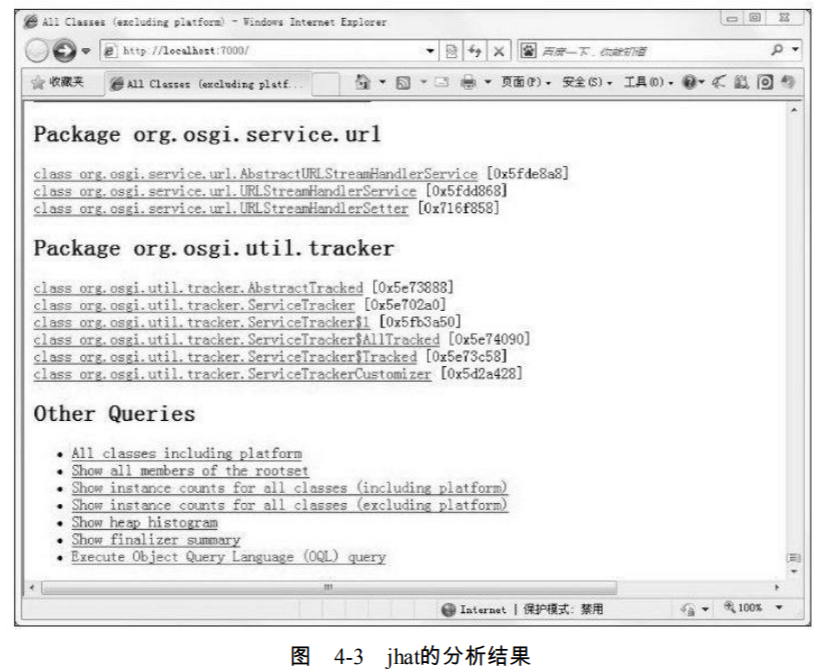 All Classes (excluding platform) - Windows Internet Explorer
http://localhost:7000/
百度一下，你就知道
收藏夹
All Classes (excluding platf...
页面(P)
安全(S)
工具(O)
Package org.osgi.service.url
class org.osgi.service.url.AbstractURLStreamHandlerService [0x5fde8a8]
class org.osgi.service.url.URLStreamHandlerService [0x5fdd868]
class org.osgi.service.url.URLStreamHandlerSetter [0x716f858]
Package org.osgi.util.tracker
class org.osgi.util.tracker.AbstractTracked [0x5e73888]
class org.osgi.util.tracker.ServiceTracker [0x5e702a0]
class org.osgi.util.tracker.ServiceTracker$1 [0x5fb3a50]
class org.osgi.util.tracker.ServiceTracker$AllTracked [0x5e74090]
class org.osgi.util.tracker.ServiceTracker$Tracked [0x5e73c58]
class org.osgi.util.tracker.ServiceTrackerCustomizer [0x5d2a428]
Other Queries
• All classes including platform
• Show all members of the rootset
• Show instance counts for all classes (including platform)
• Show instance counts for all classes (excluding platform)
• Show heap histogram
• Show finalizer summary
• Execute Object Query Language (OQL) query
Internet | 保护模式: 禁用
100%
图 4-3 jhat的分析结果